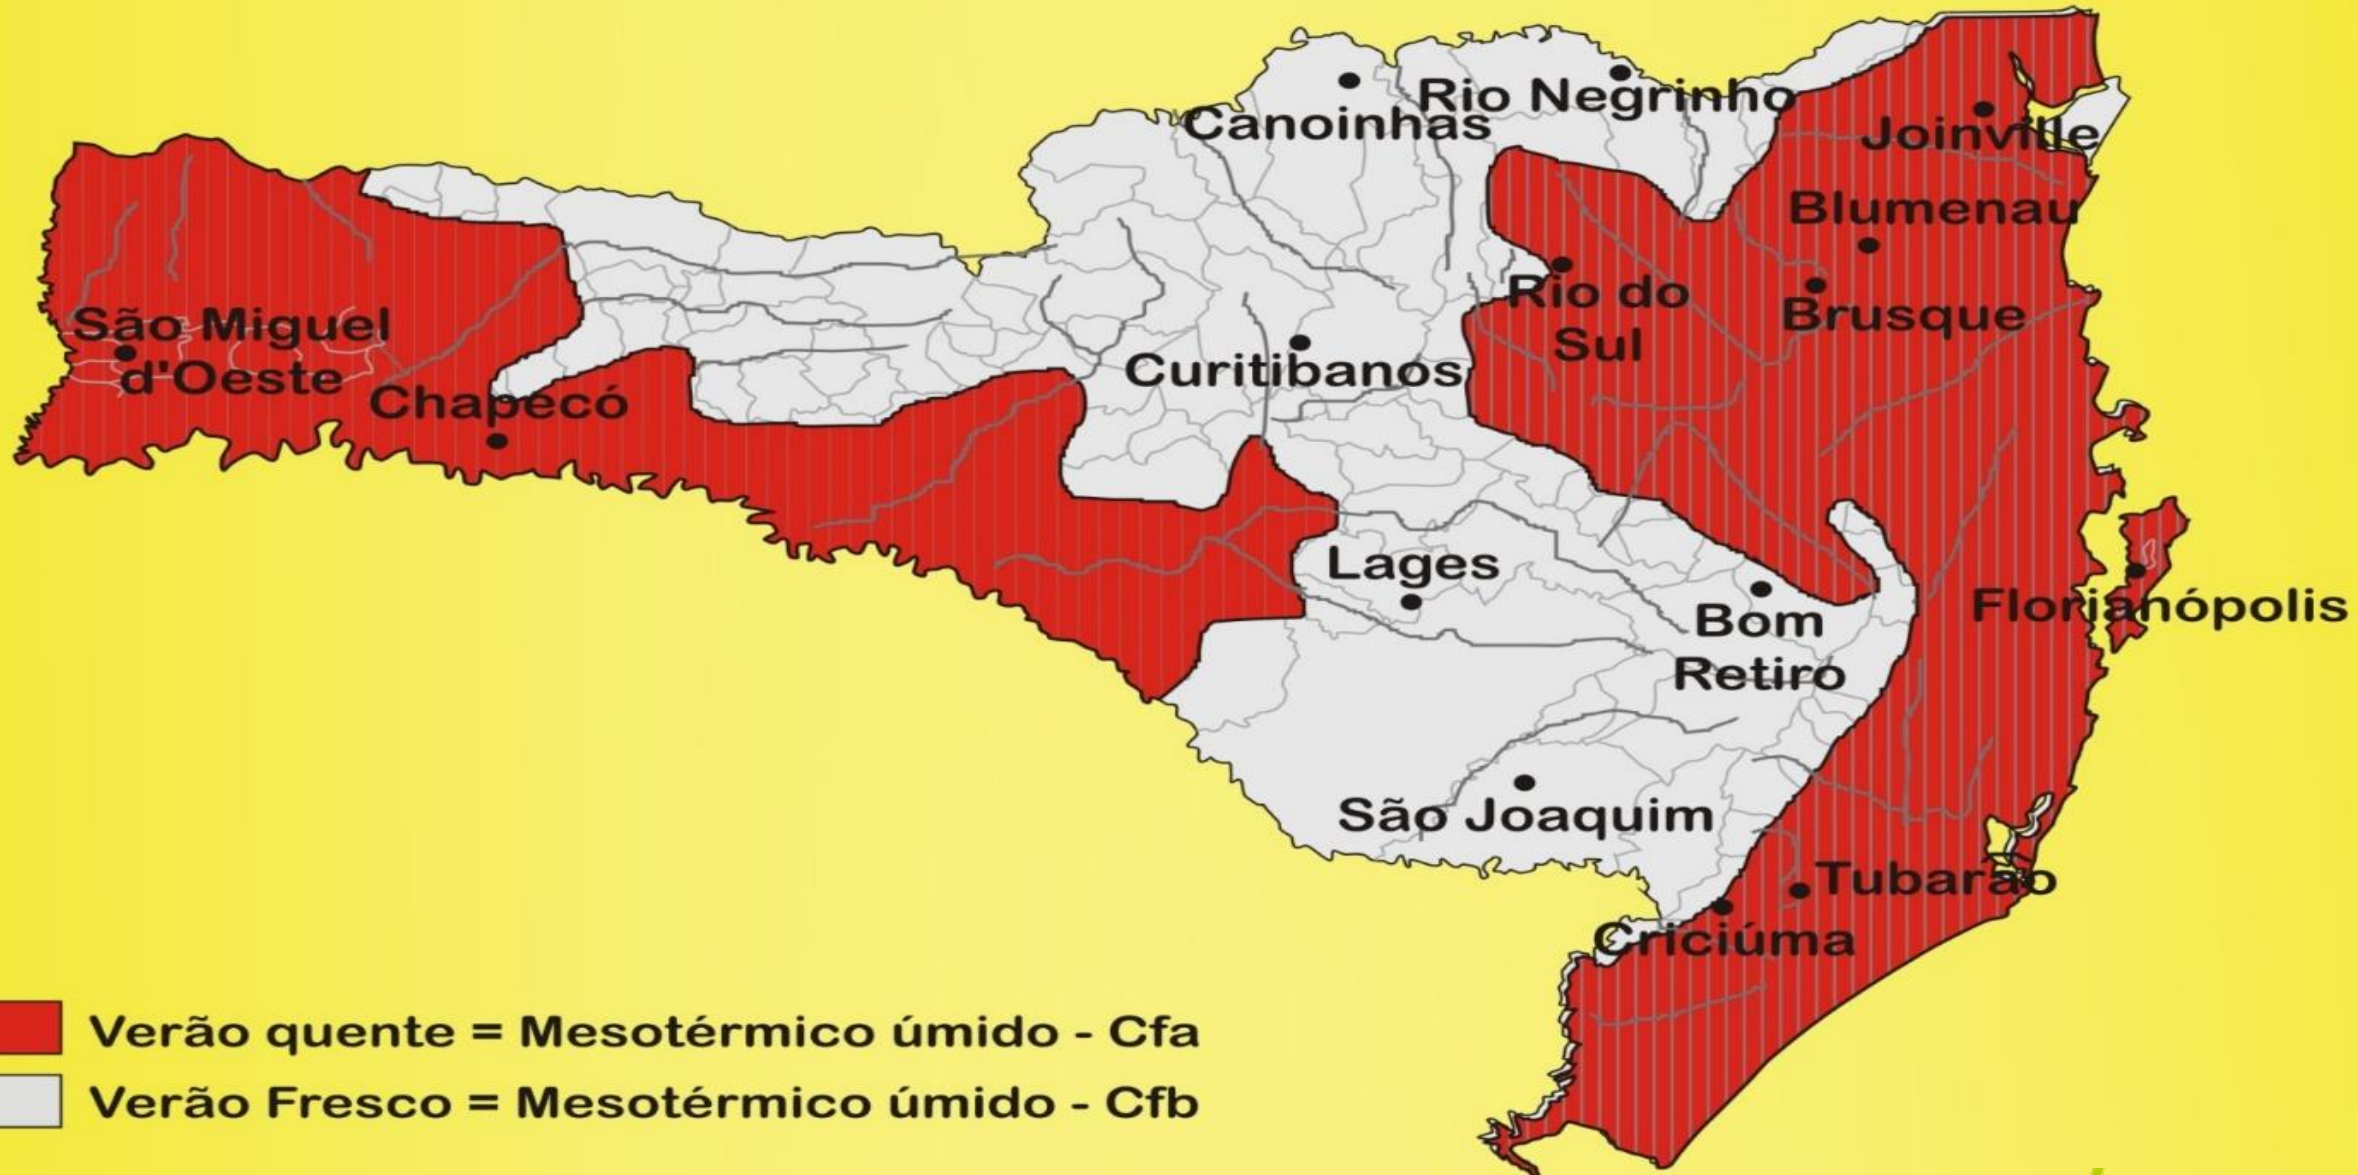 Rio Negrinho
Canoinhas
Joinville
Blumenau
São Miguel
d'Oeste
Rio do
Sul
Brusque
Curitibanos
Chapecó
Lages
Bom
Retiro
Florianópolis
São Joaquim
Tubarão
Criciúma
Verão quente = Mesotérmico úmido - Cfa
Verão Fresco = Mesotérmico úmido - Cfb